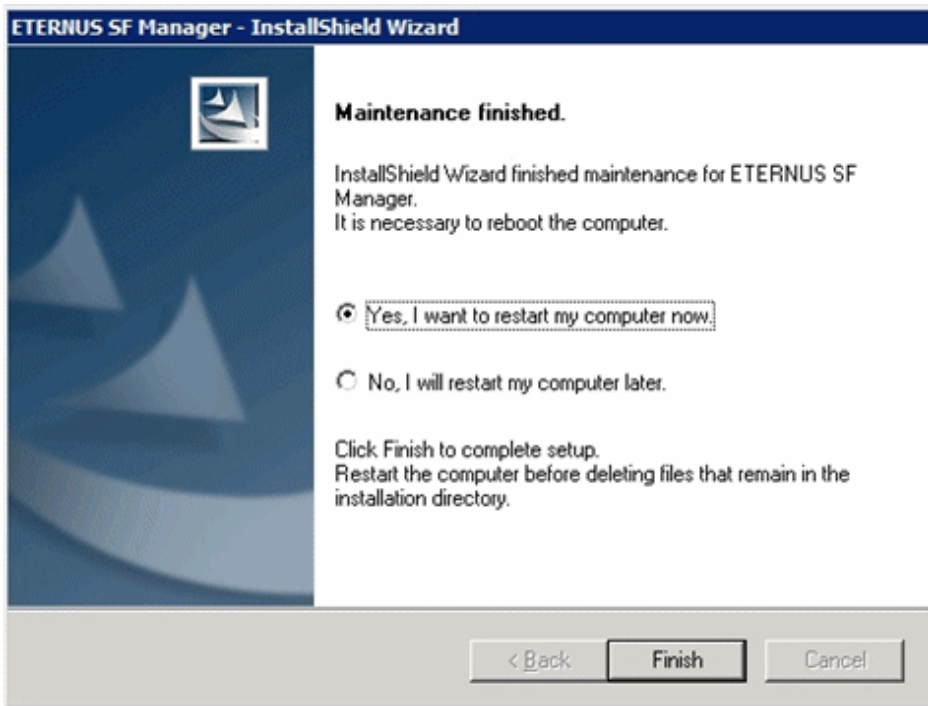 ETERNUS SF Manager - InstallShield Wizard
Maintenance finished.
InstallShield Wizard finished maintenance for ETERNUS SF
Manager.
It is necessary to reboot the computer.
Yes, I want to restart my computer now.
No, I will restart my computer later.
Click Finish to complete setup.
Restart the computer before deleting files that remain in the
installation directory.
< Back
Finish
Cancel